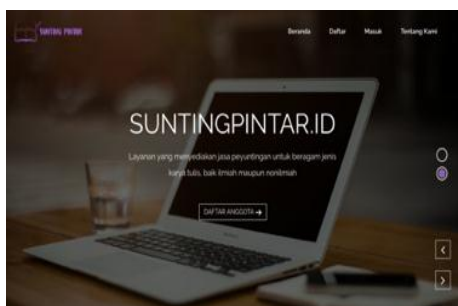 SUNTING PINTAR
Beranda Daftar Masuk Tentang Kami
SUNTINGPINTAR.ID
Layanan yang menyediakan jasa peyuntingan untuk beragam jenis
karya tulis, baik ilmiah maupun nonilmiah
DAFTAR ANGGOTA →